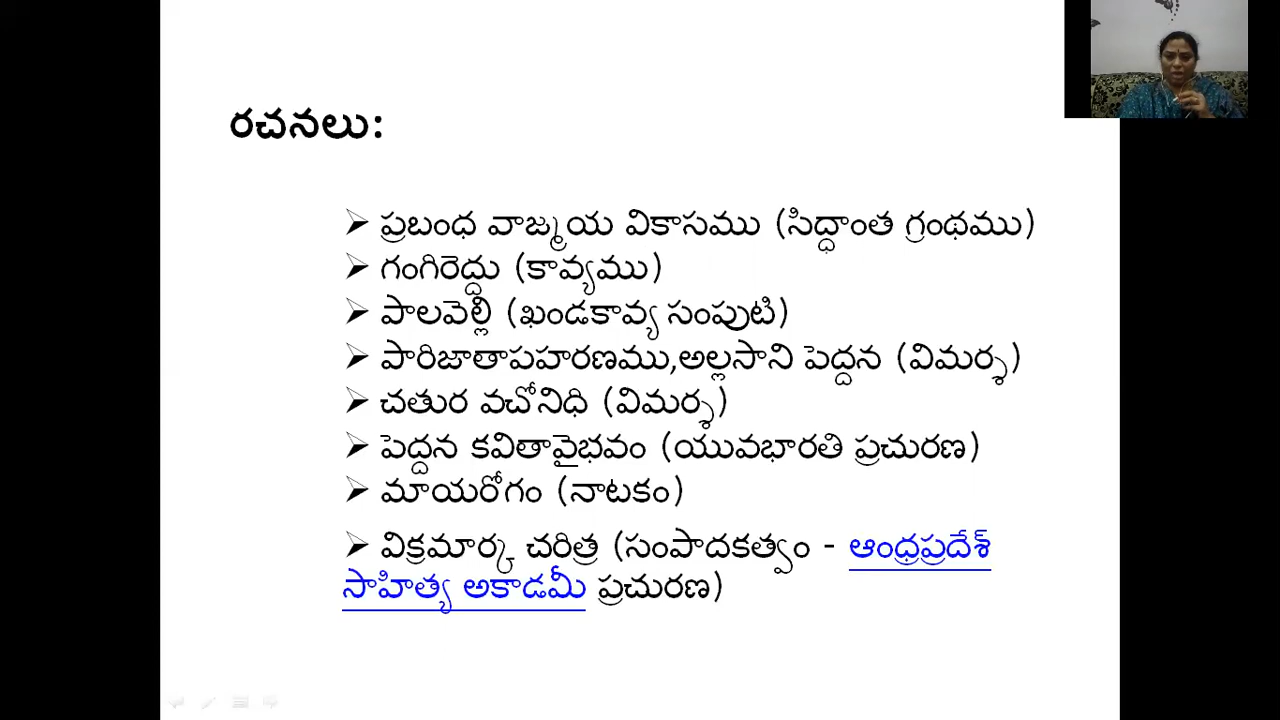 రచనలు:
➢ ప్రబంధ వాఙ్మయ వికాసము (సిద్ధాంత గ్రంథము)
➢ గంగిరెద్దు (కావ్యము)
➢ పాలవెల్లి (ఖండకావ్య సంపుటి)
➢ పారిజాతాపహరణము,అల్లసాని పెద్దన (విమర్శ)
➢ చతుర వచోనిధి (విమర్శ)
➢ పెద్దన కవితావైభవం (యువభారతి ప్రచురణ)
➢ మాయరోగం (నాటకం)
➢ విక్రమార్క చరిత్ర (సంపాదకత్వం - ఆంధ్రప్రదేశ్
సాహిత్య అకాడమీ ప్రచురణ)